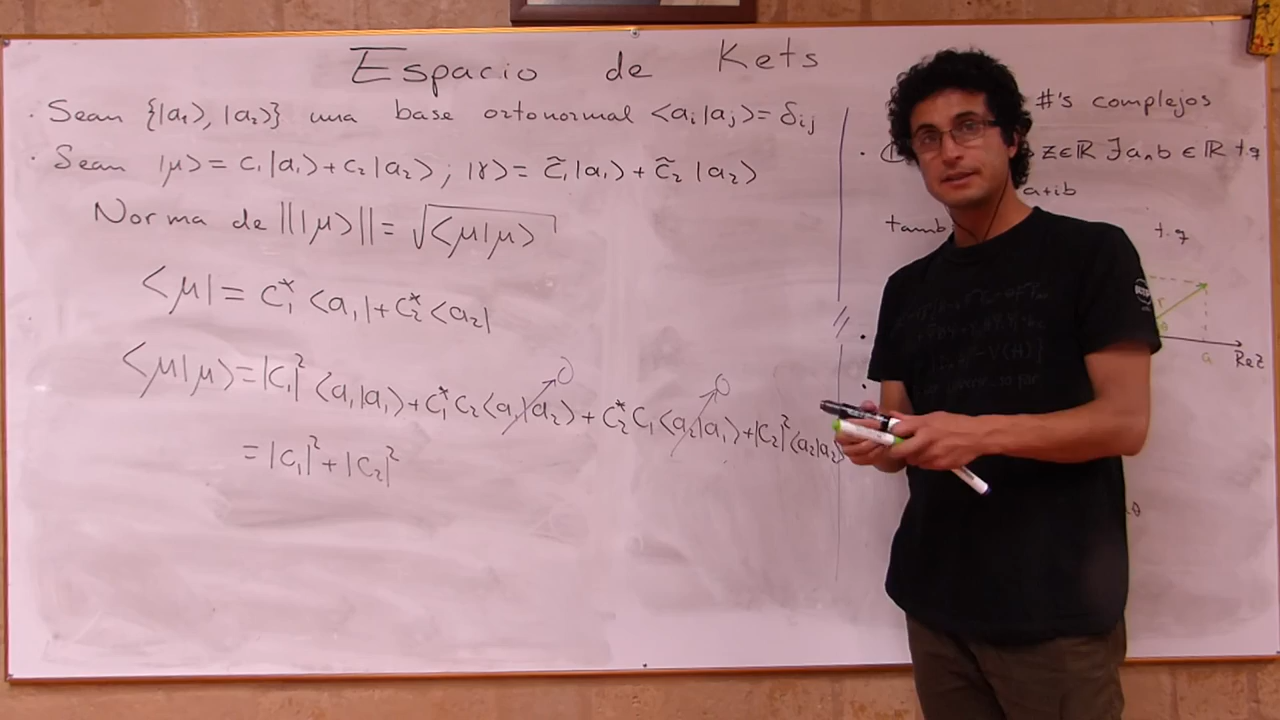 Espacio de Kets
· Sean {|a₁⟩, |a₂⟩} una base ortonormal <aᵢ|aⱼ⟩ = δᵢⱼ
· Sean |μ⟩ = c₁|a₁⟩ + c₂|a₂⟩ ; |γ⟩ = c̃₁|a₁⟩ + c̃₂|a₂⟩
Norma de |||μ⟩|| = √<μ|μ⟩
<μ| = c₁* <a₁| + c₂* <a₂|
<μ|μ⟩ = |c₁|² <a₁|a₁⟩ + c₁* c₂ <a₁|a₂⟩ 0 + c₂* c₁ <a₂|a₁⟩ 0 + |c₂|² <a₂|a₂⟩
= |c₁|² + |c₂|²
#'s complejos
· z∈ℝ ∃ a∧b ∈ ℝ t.q
a+ib
tamb t.q
r
θ
a
Re z
θ